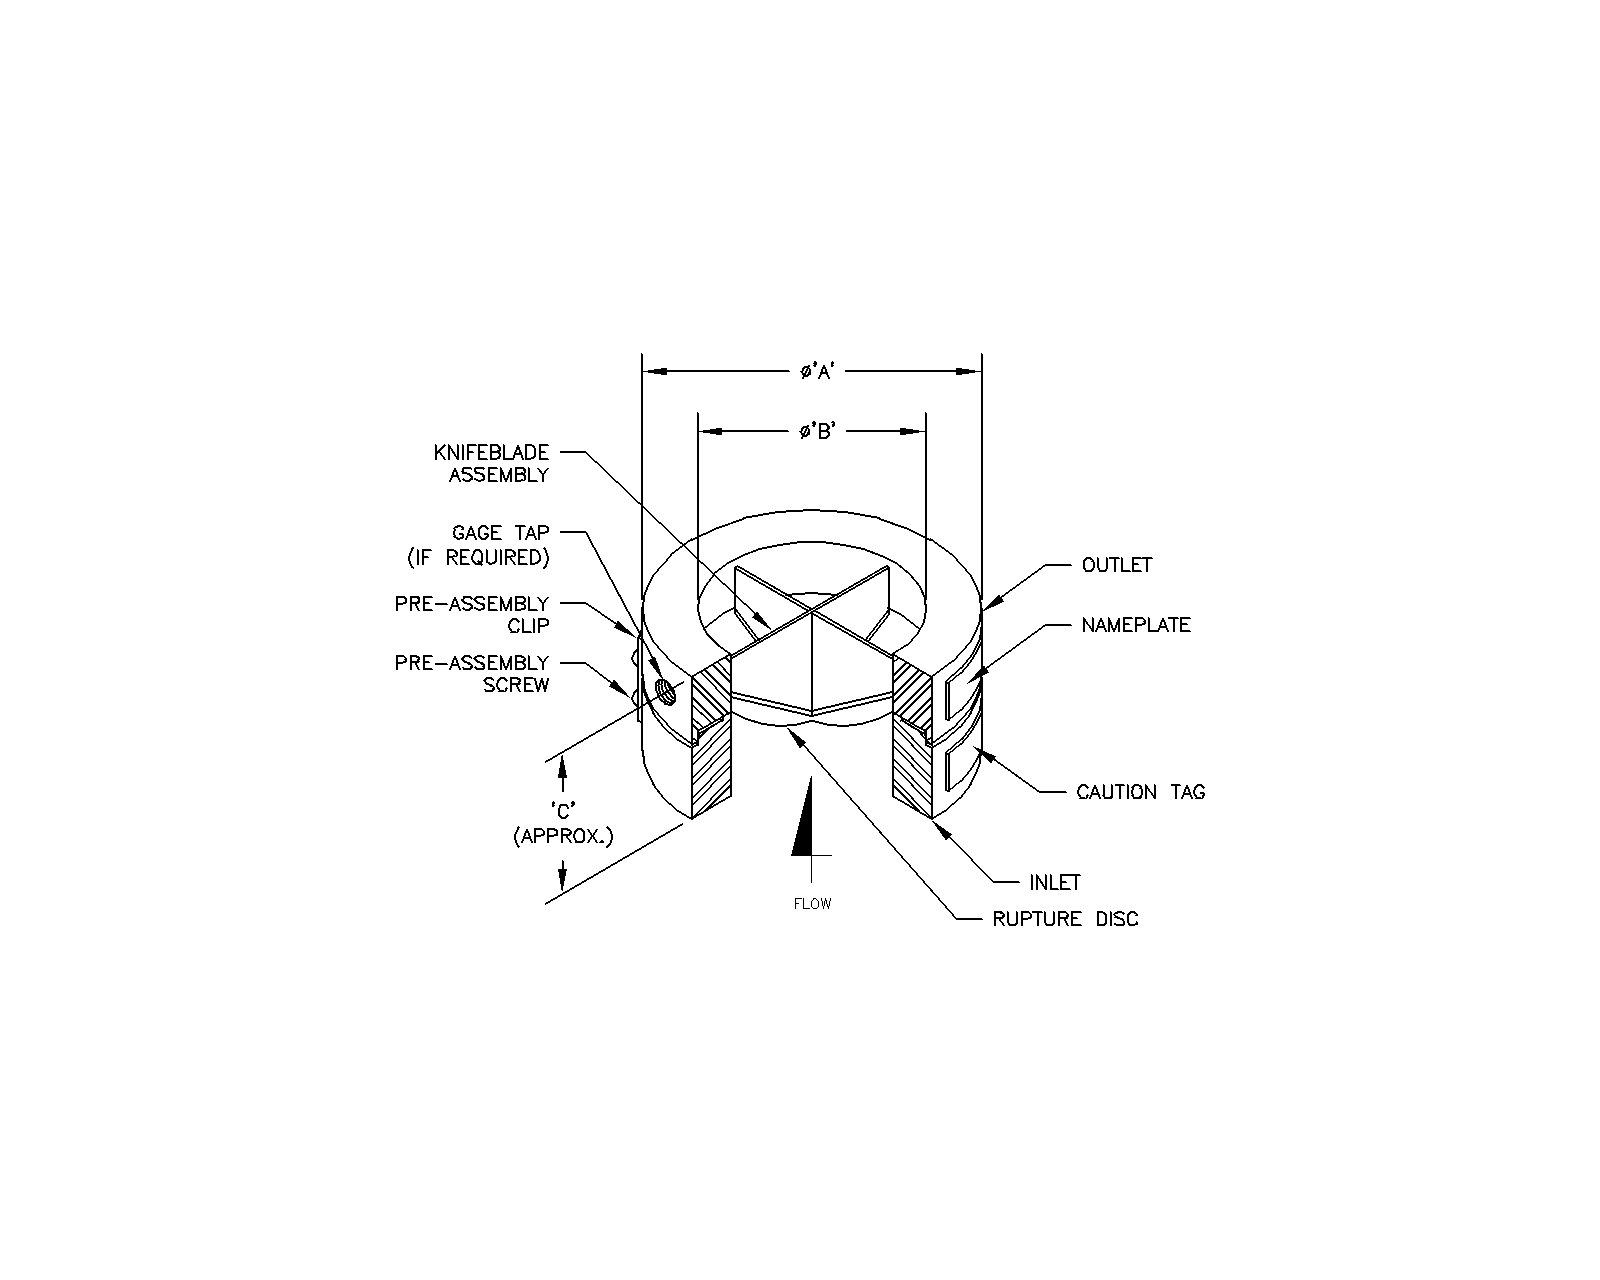 Ø'A'
Ø'B'
KNIFEBLADE
ASSEMBLY
GAGE TAP
(IF REQUIRED)
PRE-ASSEMBLY
CLIP
PRE-ASSEMBLY
SCREW
OUTLET
NAMEPLATE
CAUTION TAG
'C'
(APPROX.)
INLET
FLOW
RUPTURE DISC